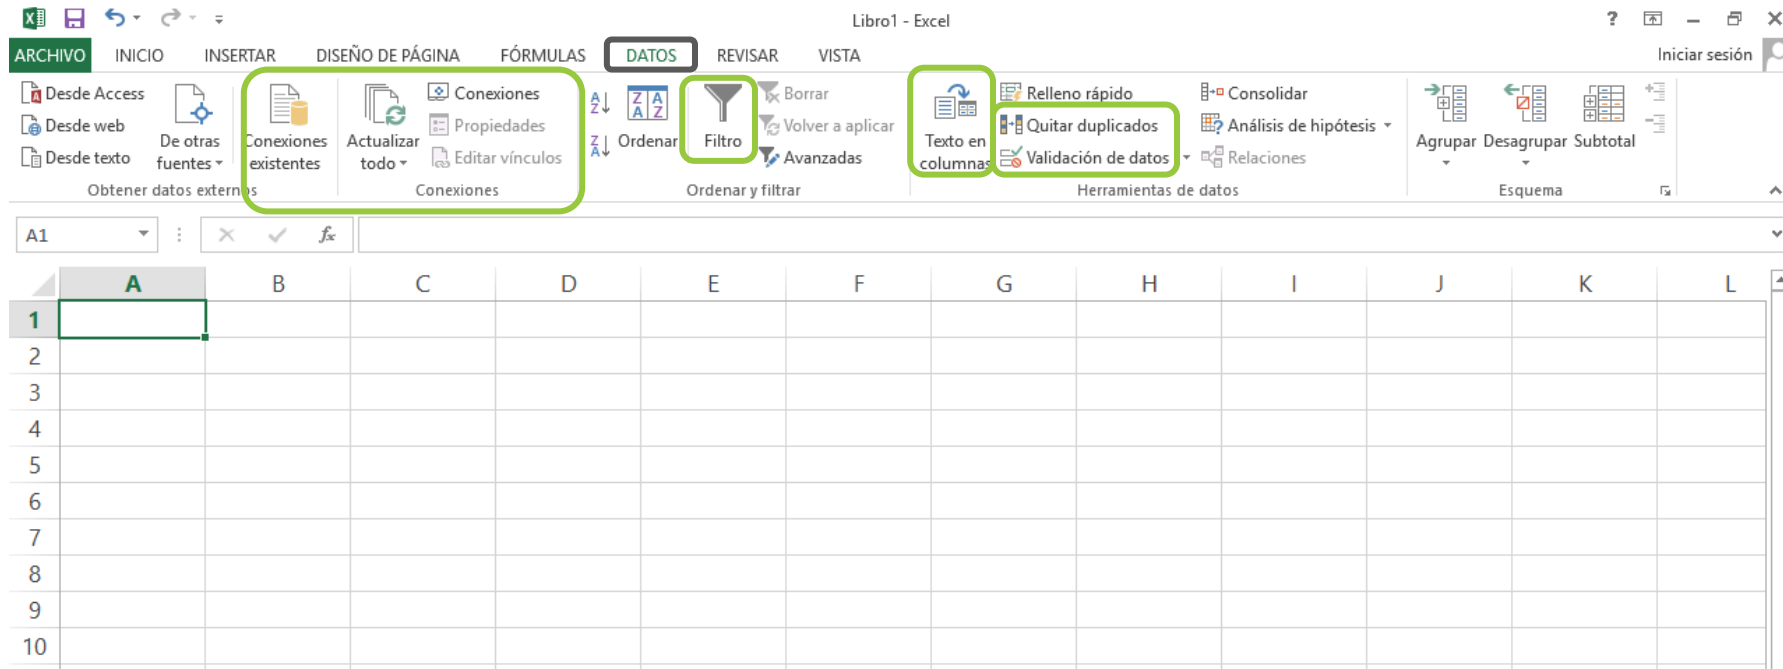 Libro1 - Excel
?
ARCHIVO INICIO INSERTAR DISEÑO DE PÁGINA FÓRMULAS DATOS REVISAR VISTA Iniciar sesión
Desde Access
Desde web
Desde texto
De otras
fuentes
Conexiones
existentes
Obtener datos externos
Actualizar
todo
Conexiones
Propiedades
Editar vínculos
Conexiones
Ordenar
Filtro
Borrar
Volver a aplicar
Avanzadas
Ordenar y filtrar
Texto en
columnas
Relleno rápido
Quitar duplicados
Validación de datos
Consolidar
Análisis de hipótesis
Relaciones
Herramientas de datos
Agrupar Desagrupar Subtotal
Esquema
A1 fx
A B C D E F G H I J K L
1
2
3
4
5
6
7
8
9
10